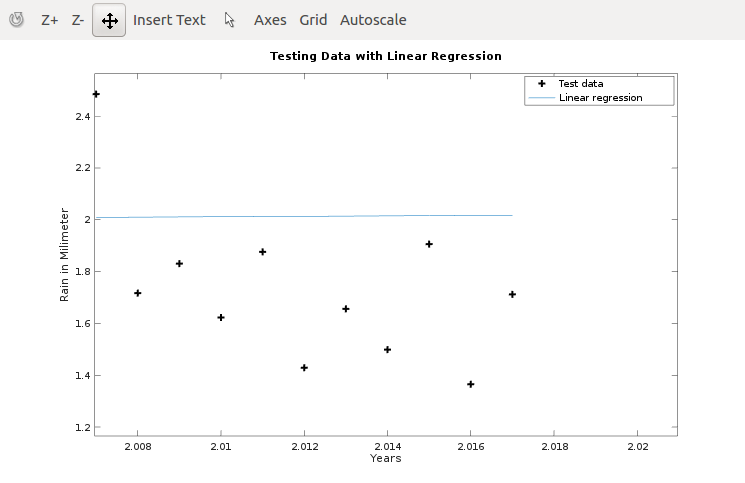 Z+ Z- Insert Text Axes Grid Autoscale
Testing Data with Linear Regression
Test data
Linear regression
2.4
2.2
2
1.8
1.6
1.4
1.2
Rain in Milimeter
2.008 2.01 2.012 2.014 2.016 2.018 2.02
Years